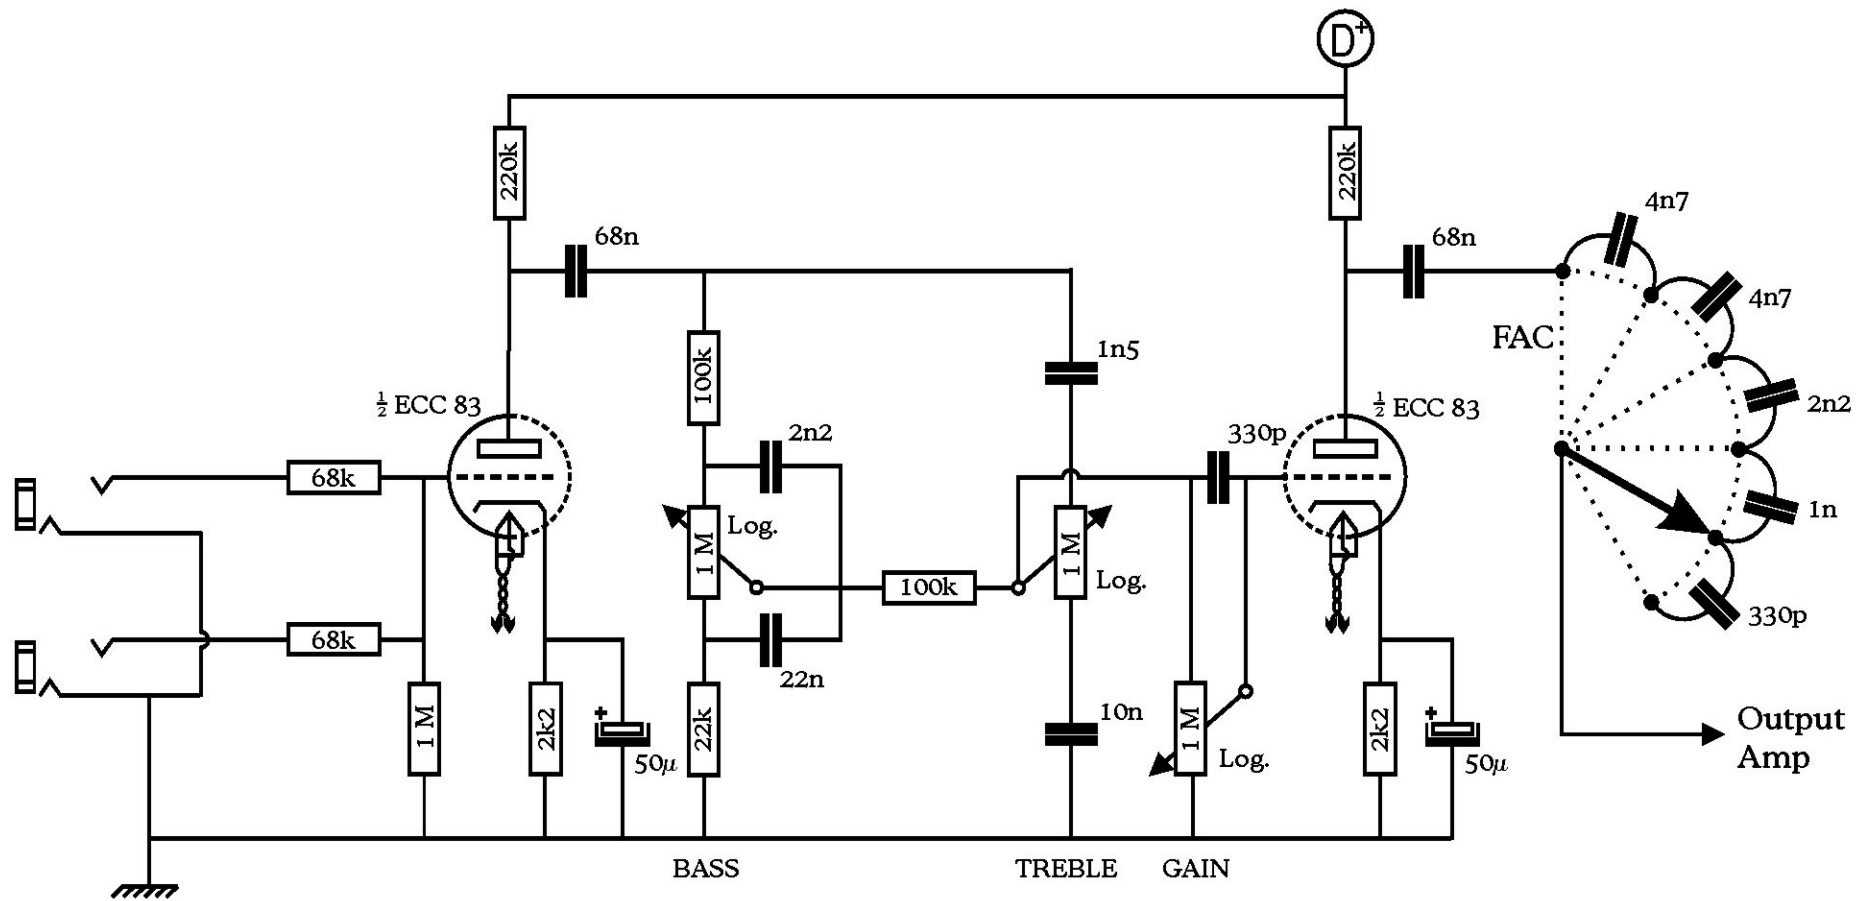 D+
220k
220k
4n7
68n
68n
4n7
FAC
1n5
100k
½ ECC 83
½ ECC 83
2n2
2n2
330p
68k
1n
Log.
1 M
1 M
100k
Log.
330p
68k
22n
1 M
2k2
+
50µ
22k
10n
1 M
Log.
2k2
+
50µ
Output
Amp
BASS
TREBLE
GAIN